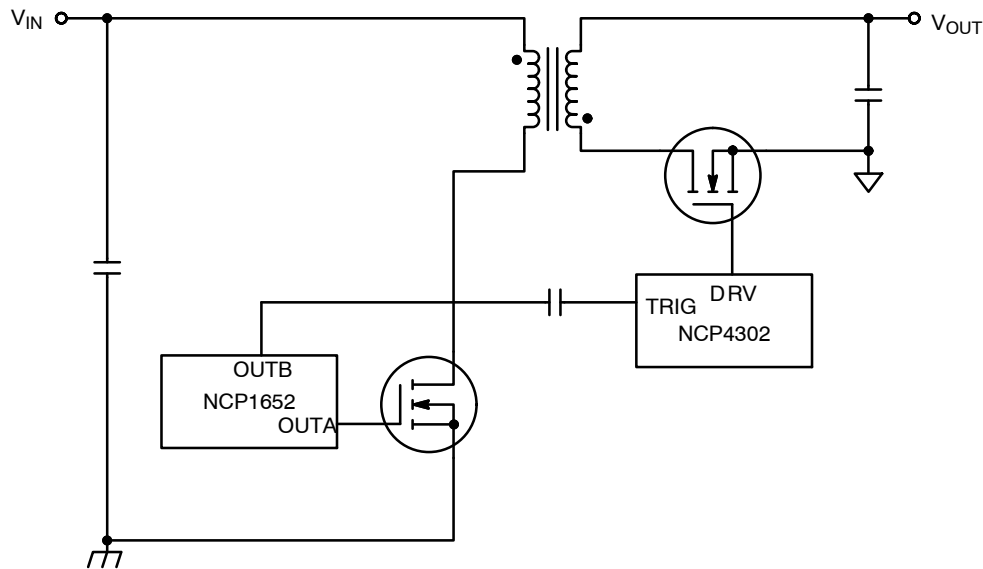 VIN
VOUT
TRIG
DRV
NCP4302
OUTB
NCP1652
OUTA